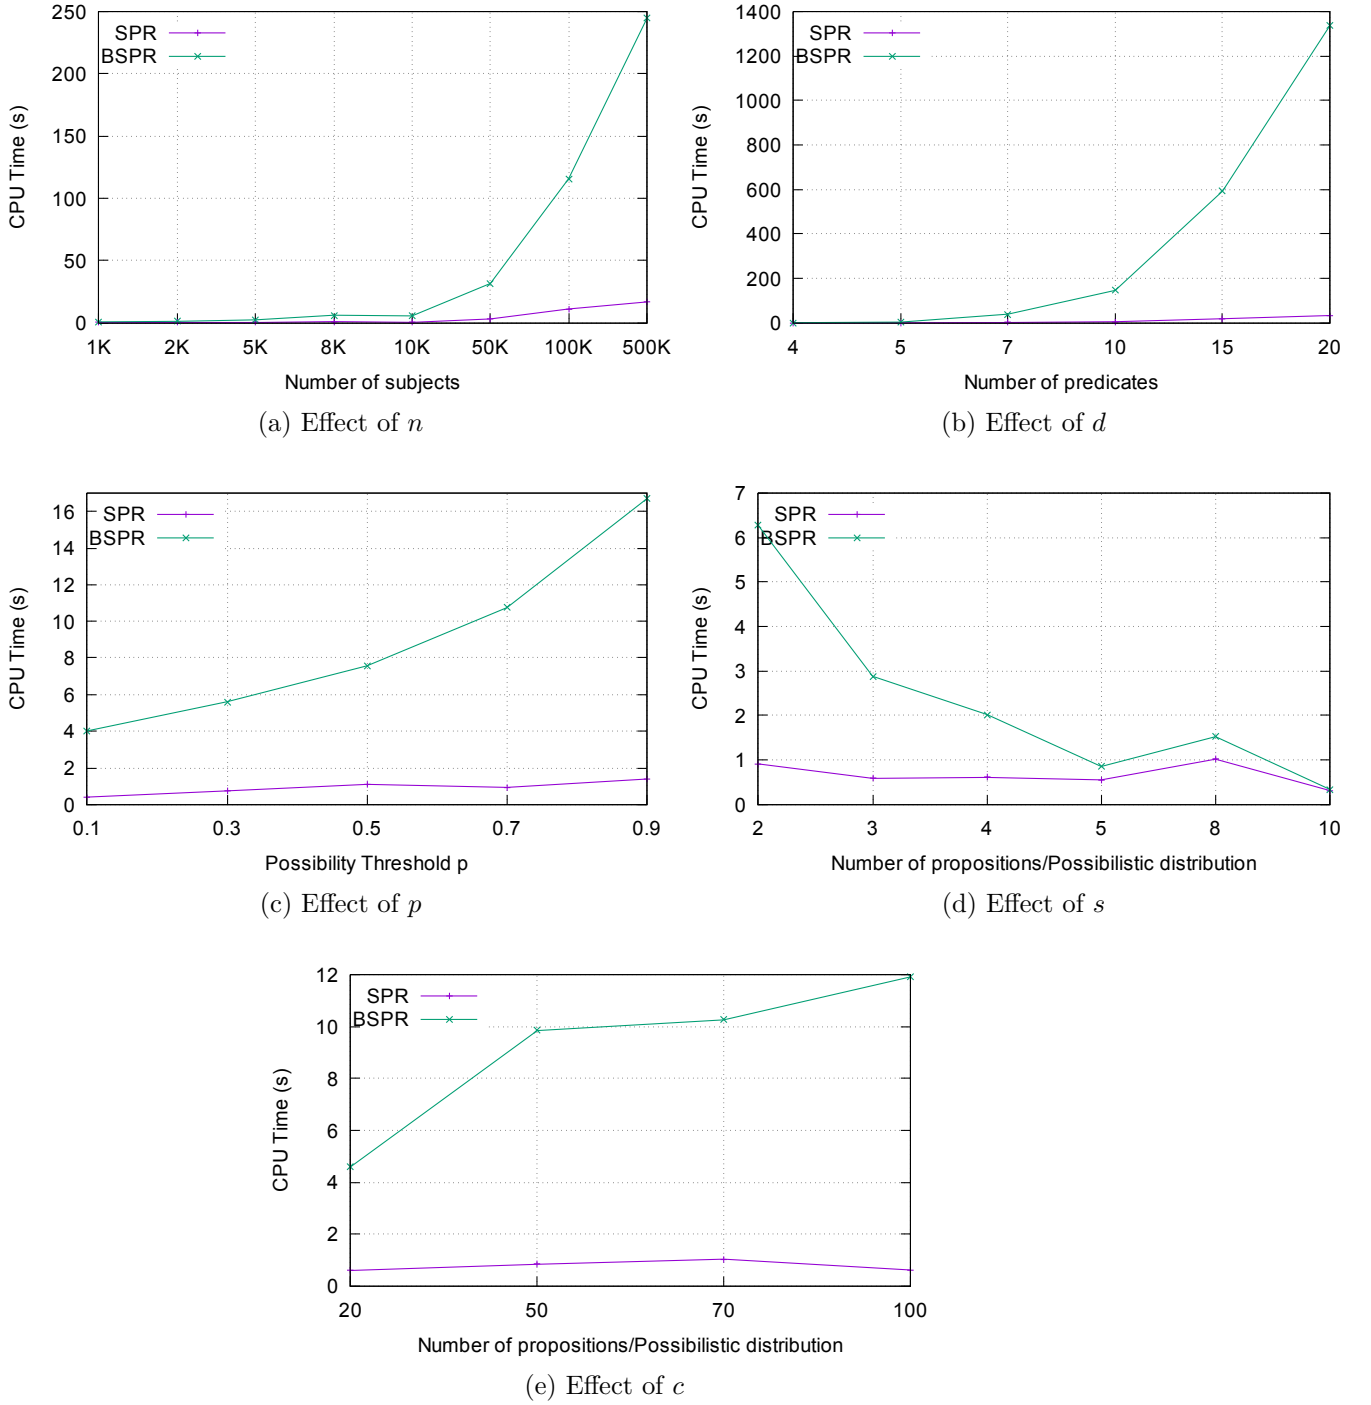 SPR
BSPR
250
200
150
100
50
0
CPU Time (s)
1K 2K 5K 8K 10K 50K 100K 500K
Number of subjects
(a) Effect of n
SPR
BSPR
1400
1200
1000
800
600
400
200
0
CPU Time (s)
4 5 7 10 15 20
Number of predicates
(b) Effect of d
SPR
BSPR
16
14
12
10
8
6
4
2
0
CPU Time (s)
0.1 0.3 0.5 0.7 0.9
Possibility Threshold p
(c) Effect of p
SPR
BSPR
7
6
5
4
3
2
1
0
CPU Time (s)
2 3 4 5 8 10
Number of propositions/Possibilistic distribution
(d) Effect of s
SPR
BSPR
12
10
8
6
4
2
0
CPU Time (s)
20 50 70 100
Number of propositions/Possibilistic distribution
(e) Effect of c